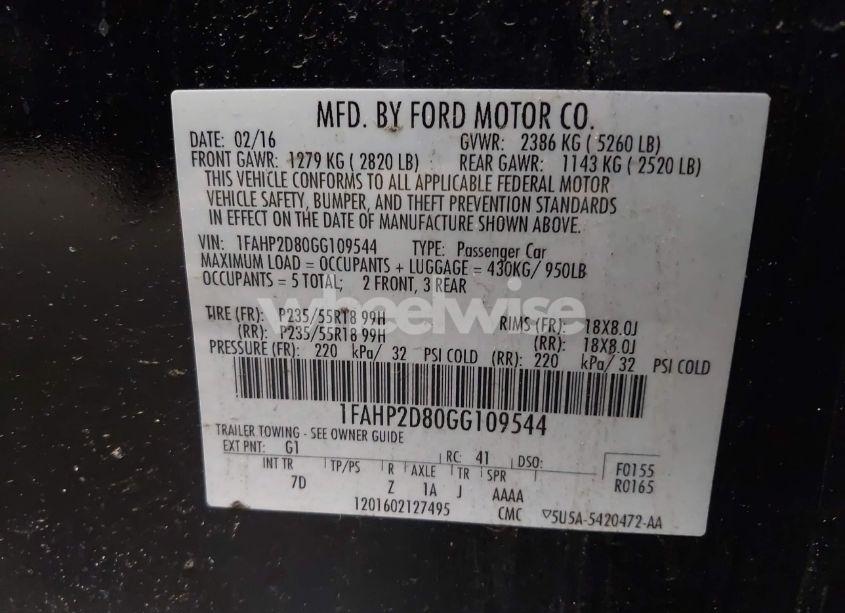 MFD. BY FORD MOTOR CO.
DATE: 02/16 GVWR: 2386 KG ( 5260 LB)
FRONT GAWR: 1279 KG ( 2820 LB) REAR GAWR: 1143 KG ( 2520 LB)
THIS VEHICLE CONFORMS TO ALL APPLICABLE FEDERAL MOTOR
VEHICLE SAFETY, BUMPER, AND THEFT PREVENTION STANDARDS
IN EFFECT ON THE DATE OF MANUFACTURE SHOWN ABOVE.
VIN: 1FAHP2D80GG109544 TYPE: Passenger Car
MAXIMUM LOAD = OCCUPANTS + LUGGAGE = 430KG/ 950LB
OCCUPANTS = 5 TOTAL; 2 FRONT, 3 REAR
wheelwise
TIRE (FR): P235/55R18 99H RIMS (FR): 18X8.0J
(RR): P235/55R18 99H (RR): 18X8.0J
PRESSURE (FR): 220 kPa/ 32 PSI COLD (RR): 220 kPa/ 32 PSI COLD
1FAHP2D80GG109544
TRAILER TOWING - SEE OWNER GUIDE
EXT PNT: G1 RC: 41 DSO: F0155
R0165
INT TR TP/PS R AXLE TR SPR
7D Z 1A J AAAA
1201602127495 CMC ▽5U5A-5420472-AA